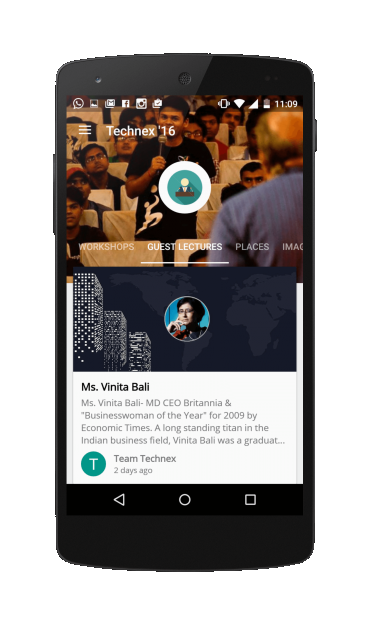 11:09
Technex '16
WORKSHOPS GUEST LECTURES PLACES IMAG
Ms. Vinita Bali
Ms. Vinita Bali- MD CEO Britannia &
"Businesswoman of the Year" for 2009 by
Economic Times. A long standing titan in the
Indian business field, Vinita Bali was a graduat...
T
Team Technex
2 days ago